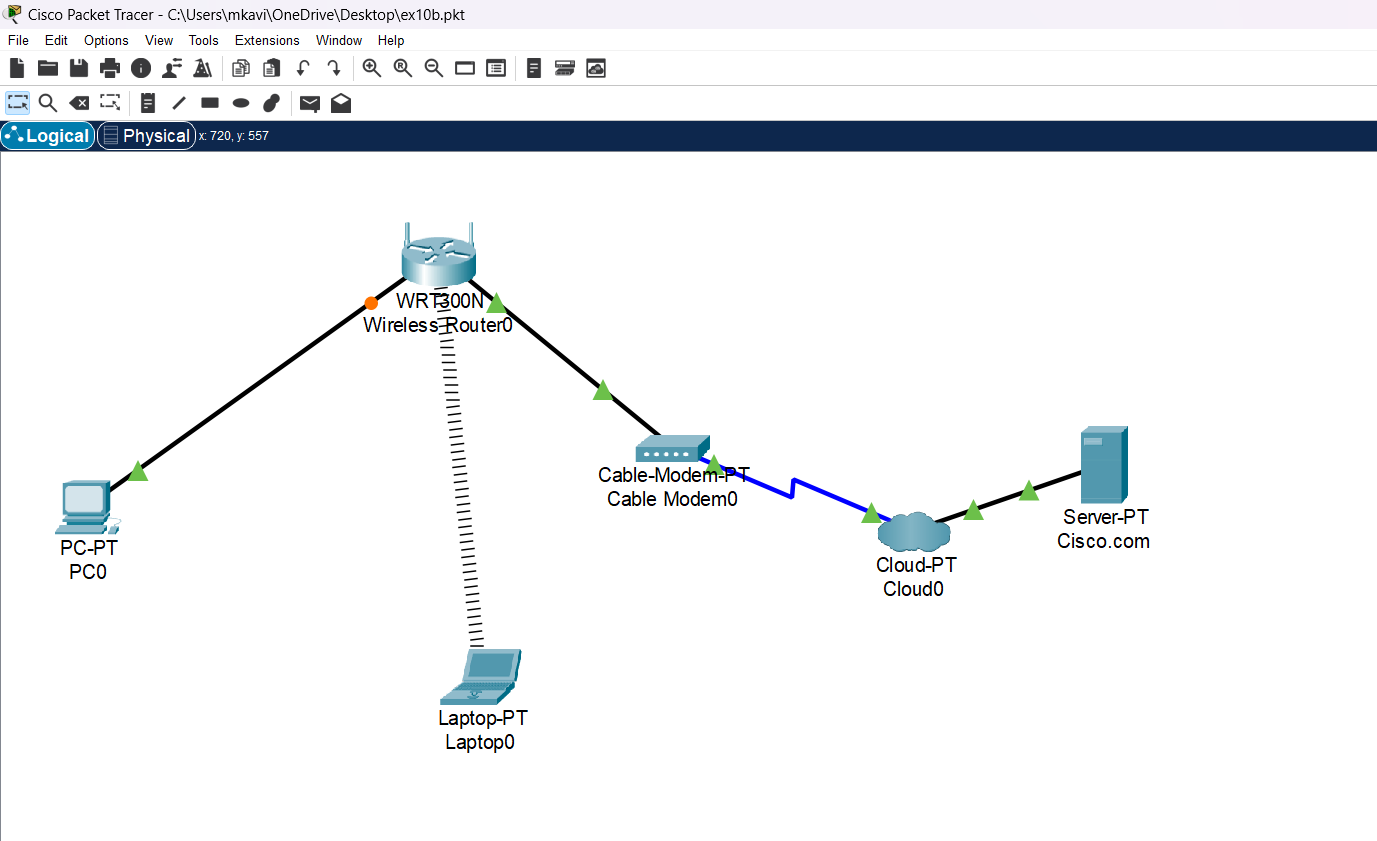 Cisco Packet Tracer - C:\Users\mkavi\OneDrive\Desktop\ex10b.pkt
File Edit Options View Tools Extensions Window Help
Logical Physical x: 720, y: 557
WRT300N
Wireless Router0
Cable-Modem-PT
Cable Modem0
Server-PT
Cisco.com
PC-PT
PC0
Cloud-PT
Cloud0
Laptop-PT
Laptop0